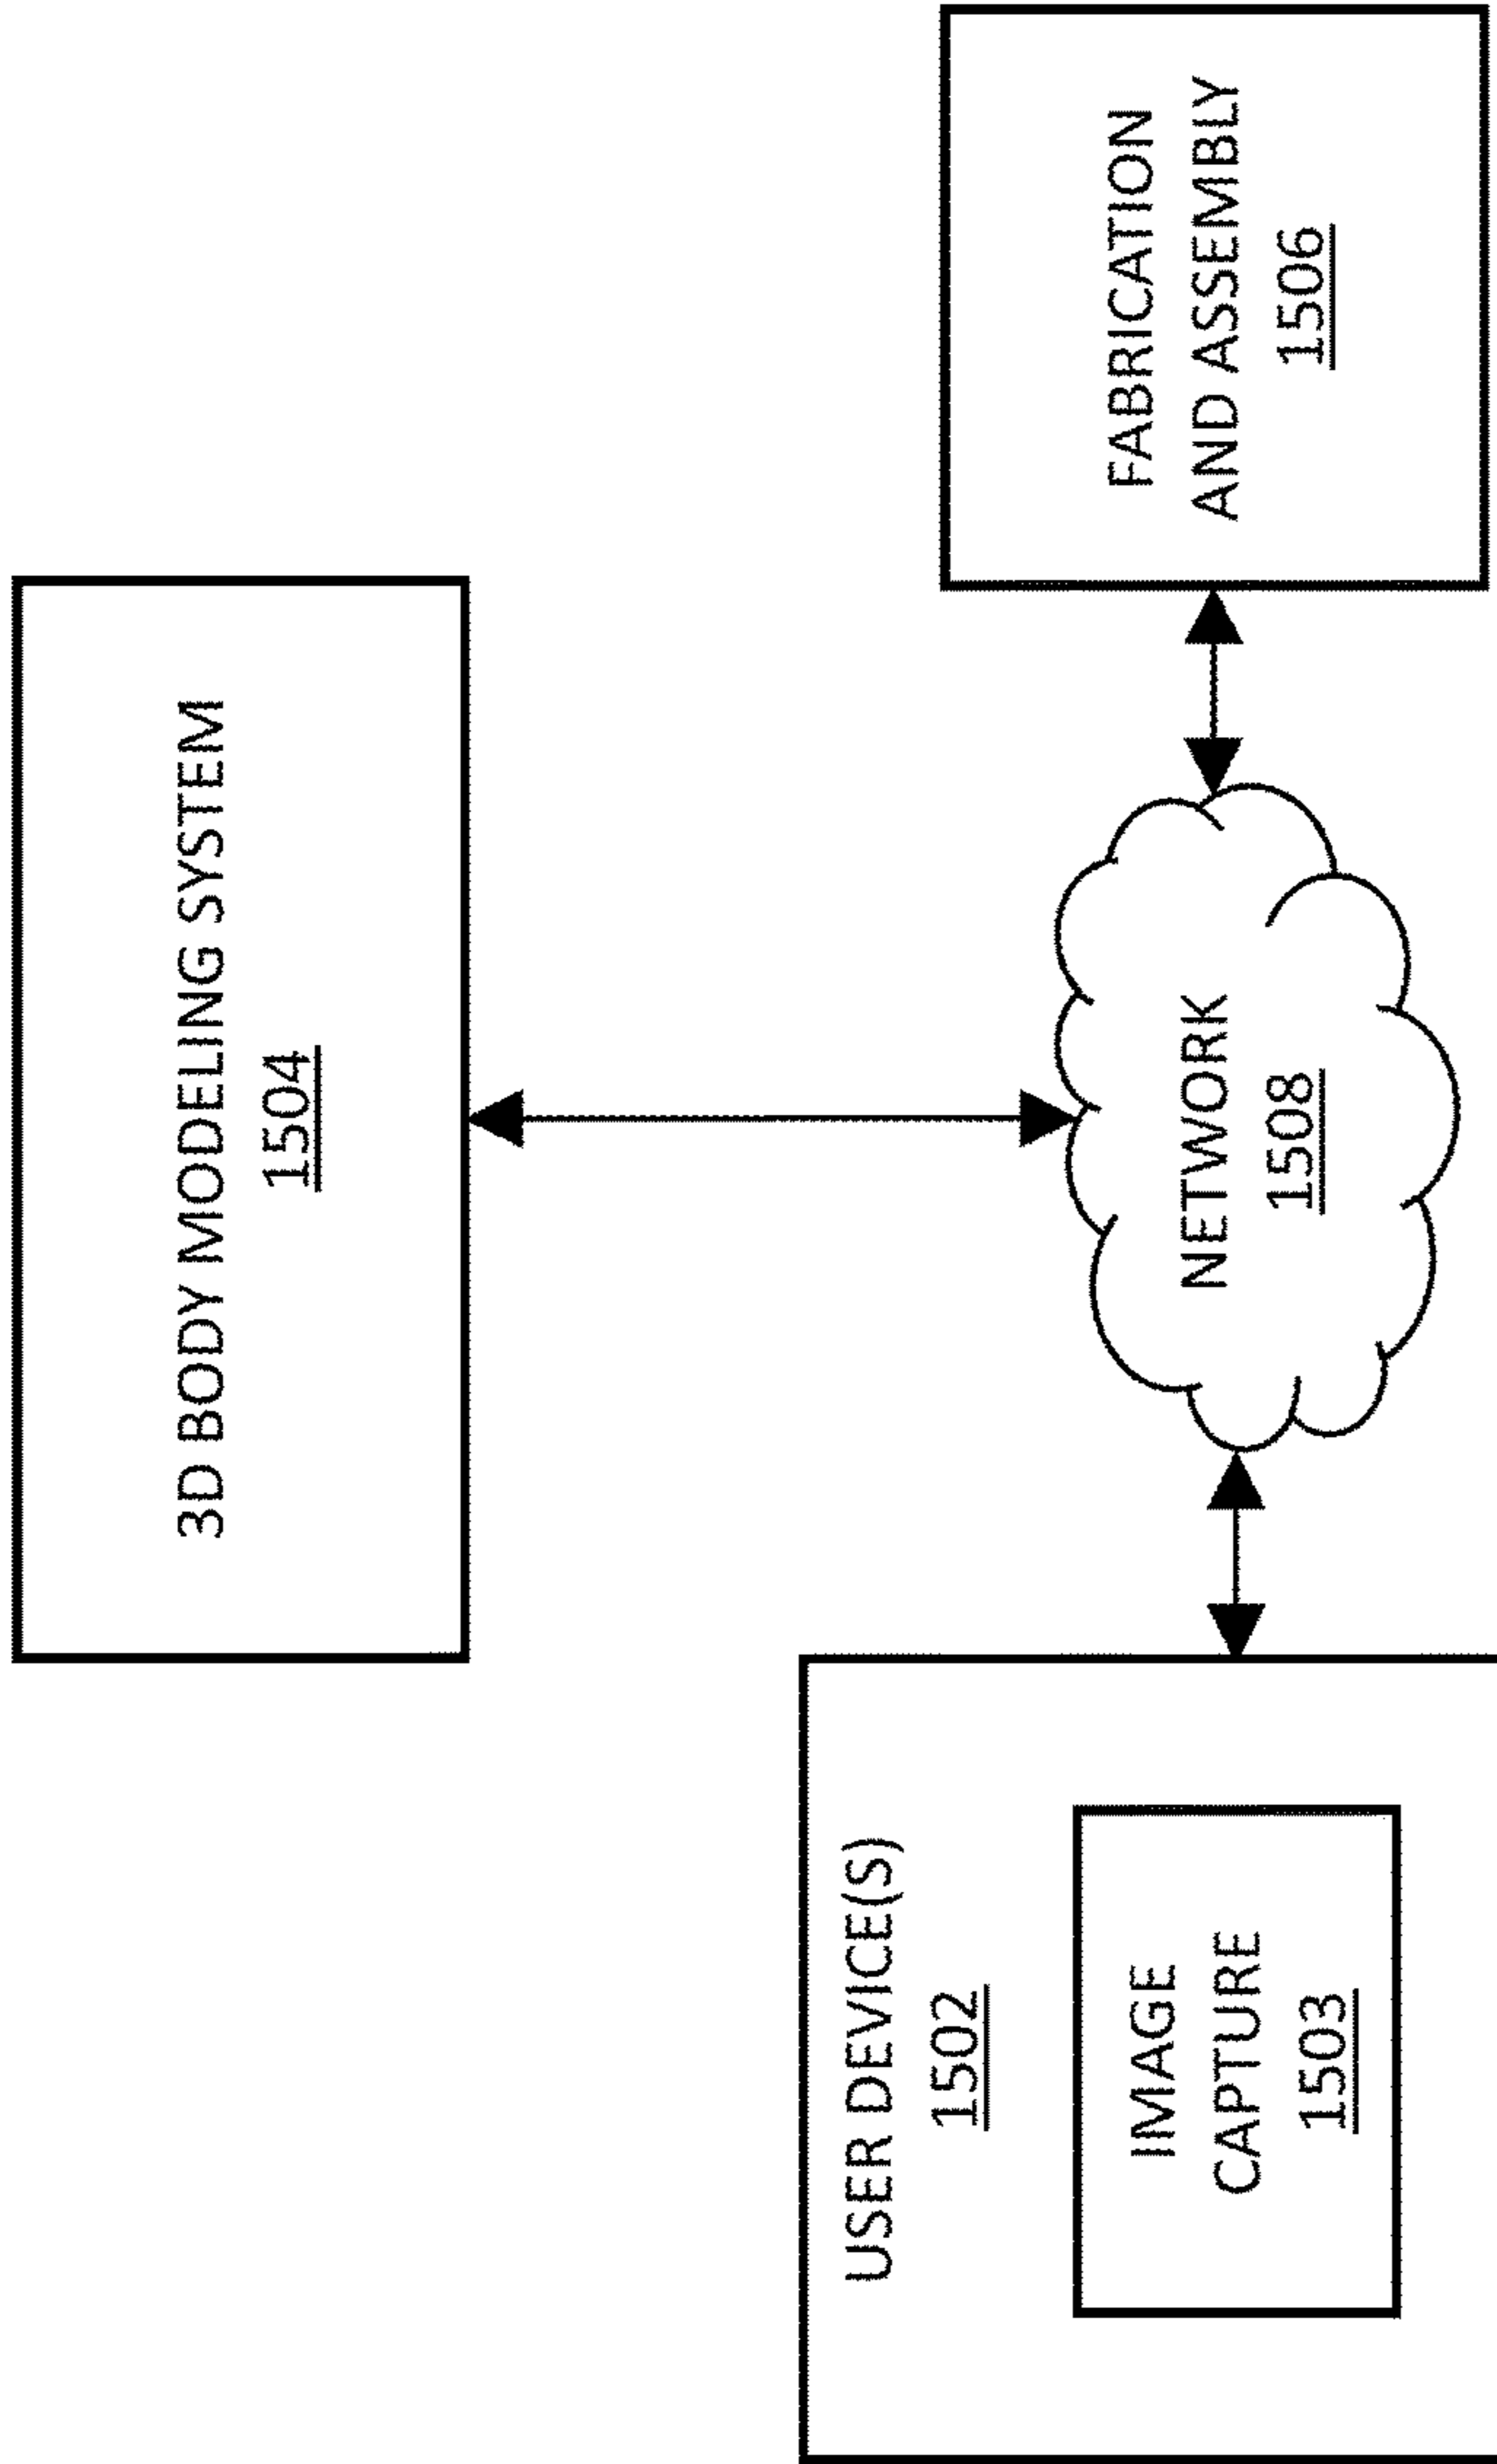 3D BODY MODELING SYSTEM
1504
USER DEVICE(S)
1502
IMAGE
CAPTURE
1503
NETWORK
1508
FABRICATION
AND ASSEMBLY
1506